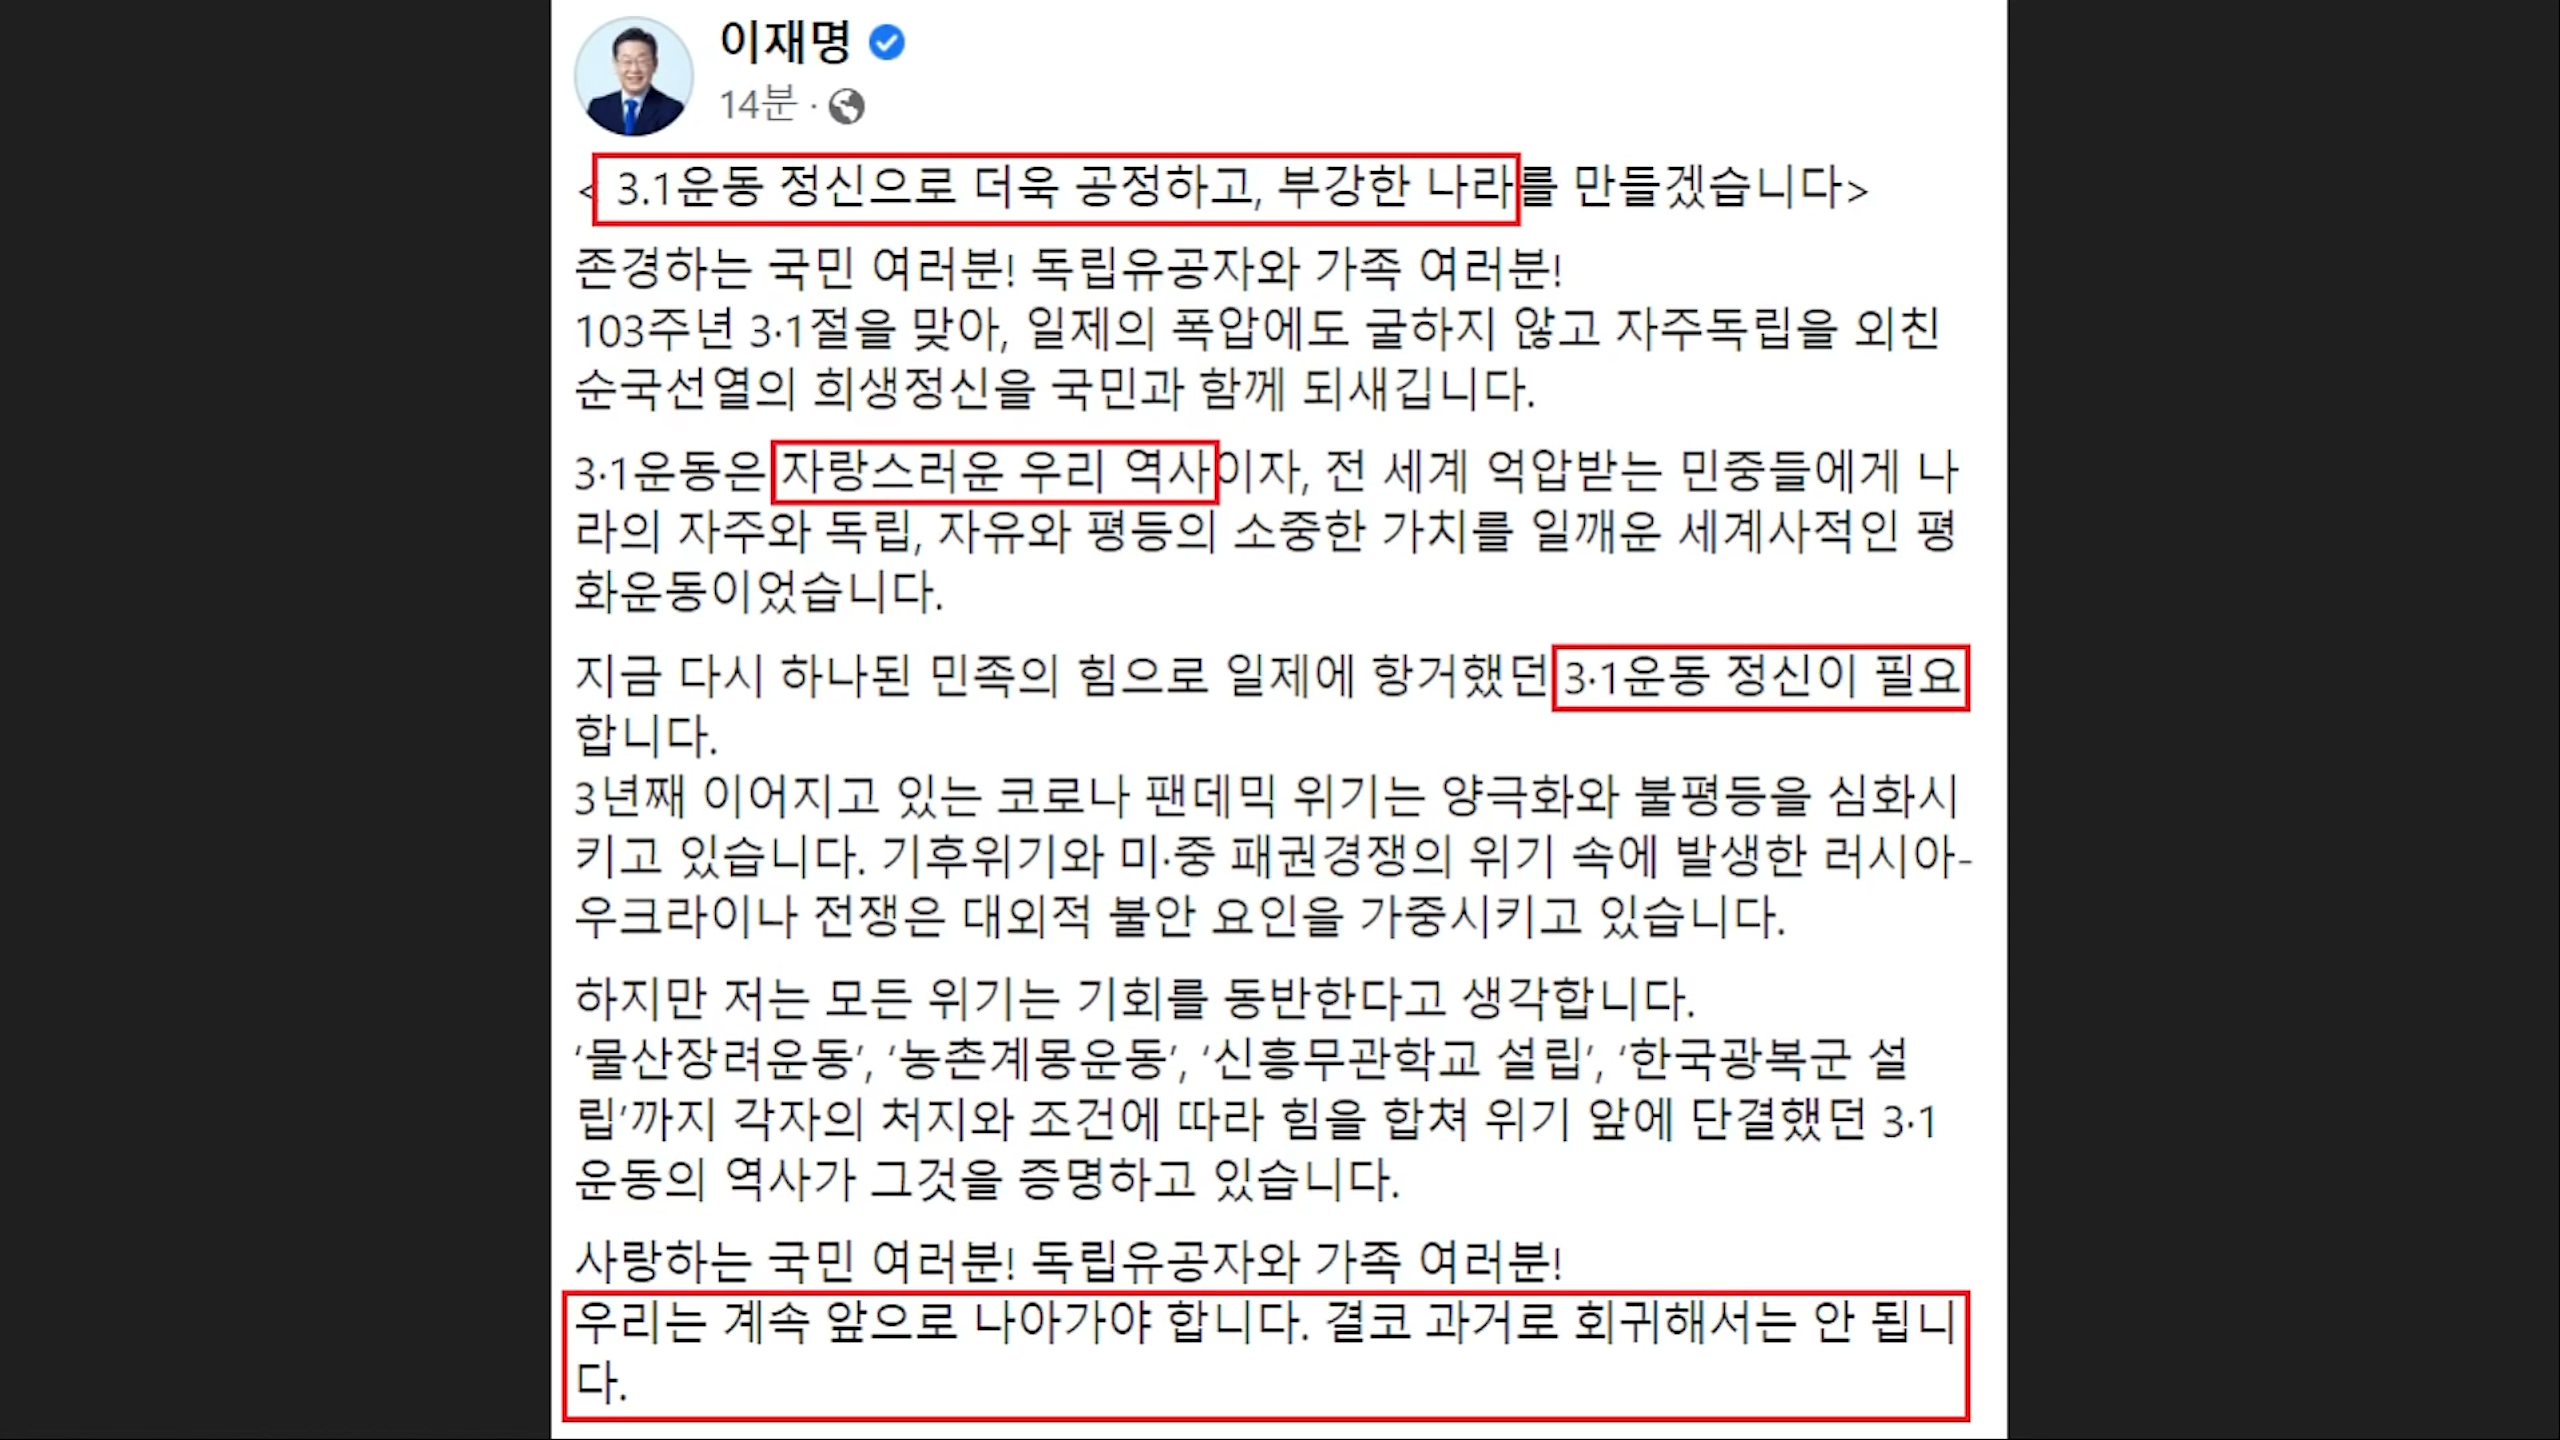 이재명
14분 ·
< 3.1운동 정신으로 더욱 공정하고, 부강한 나라를 만들겠습니다>
존경하는 국민 여러분! 독립유공자와 가족 여러분!
103주년 3·1절을 맞아, 일제의 폭압에도 굴하지 않고 자주독립을 외친
순국선열의 희생정신을 국민과 함께 되새깁니다.
3·1운동은 자랑스러운 우리 역사이자, 전 세계 억압받는 민중들에게 나
라의 자주와 독립, 자유와 평등의 소중한 가치를 일깨운 세계사적인 평
화운동이었습니다.
지금 다시 하나된 민족의 힘으로 일제에 항거했던 3·1운동 정신이 필요
합니다.
3년째 이어지고 있는 코로나 팬데믹 위기는 양극화와 불평등을 심화시
키고 있습니다. 기후위기와 미·중 패권경쟁의 위기 속에 발생한 러시아-
우크라이나 전쟁은 대외적 불안 요인을 가중시키고 있습니다.
하지만 저는 모든 위기는 기회를 동반한다고 생각합니다.
‘물산장려운동’, ‘농촌계몽운동’, ‘신흥무관학교 설립’, ‘한국광복군 설
립’까지 각자의 처지와 조건에 따라 힘을 합쳐 위기 앞에 단결했던 3·1
운동의 역사가 그것을 증명하고 있습니다.
사랑하는 국민 여러분! 독립유공자와 가족 여러분!
우리는 계속 앞으로 나아가야 합니다. 결코 과거로 회귀해서는 안 됩니
다.